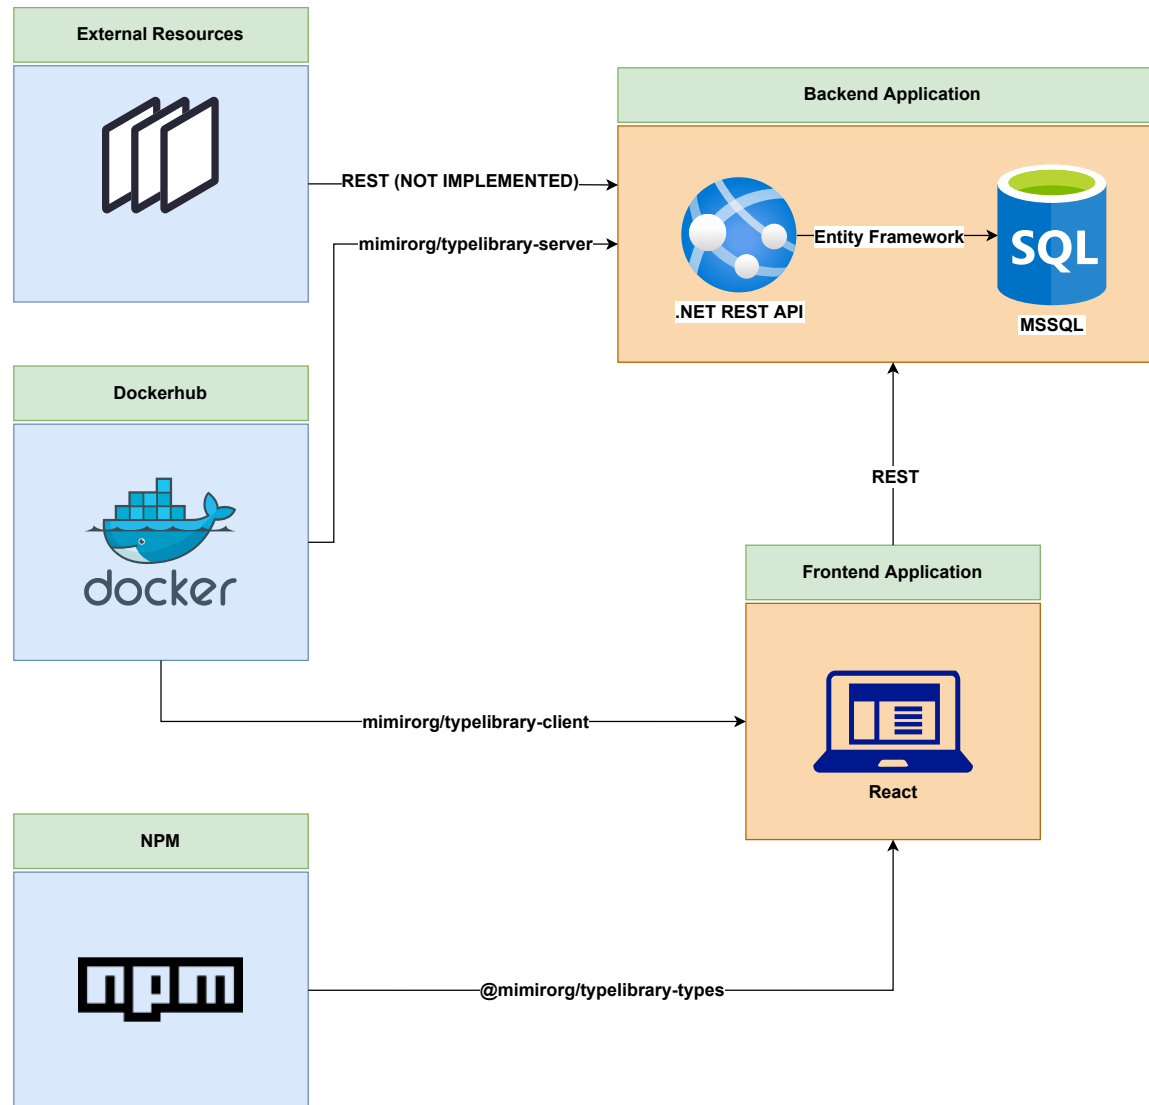 External Resources
Backend Application
REST (NOT IMPLEMENTED)
mimirorg/typelibrary-server
Entity Framework
SQL
.NET REST API
MSSQL
Dockerhub
docker
REST
Frontend Application
mimirorg/typelibrary-client
React
NPM
npm
@mimirorg/typelibrary-types